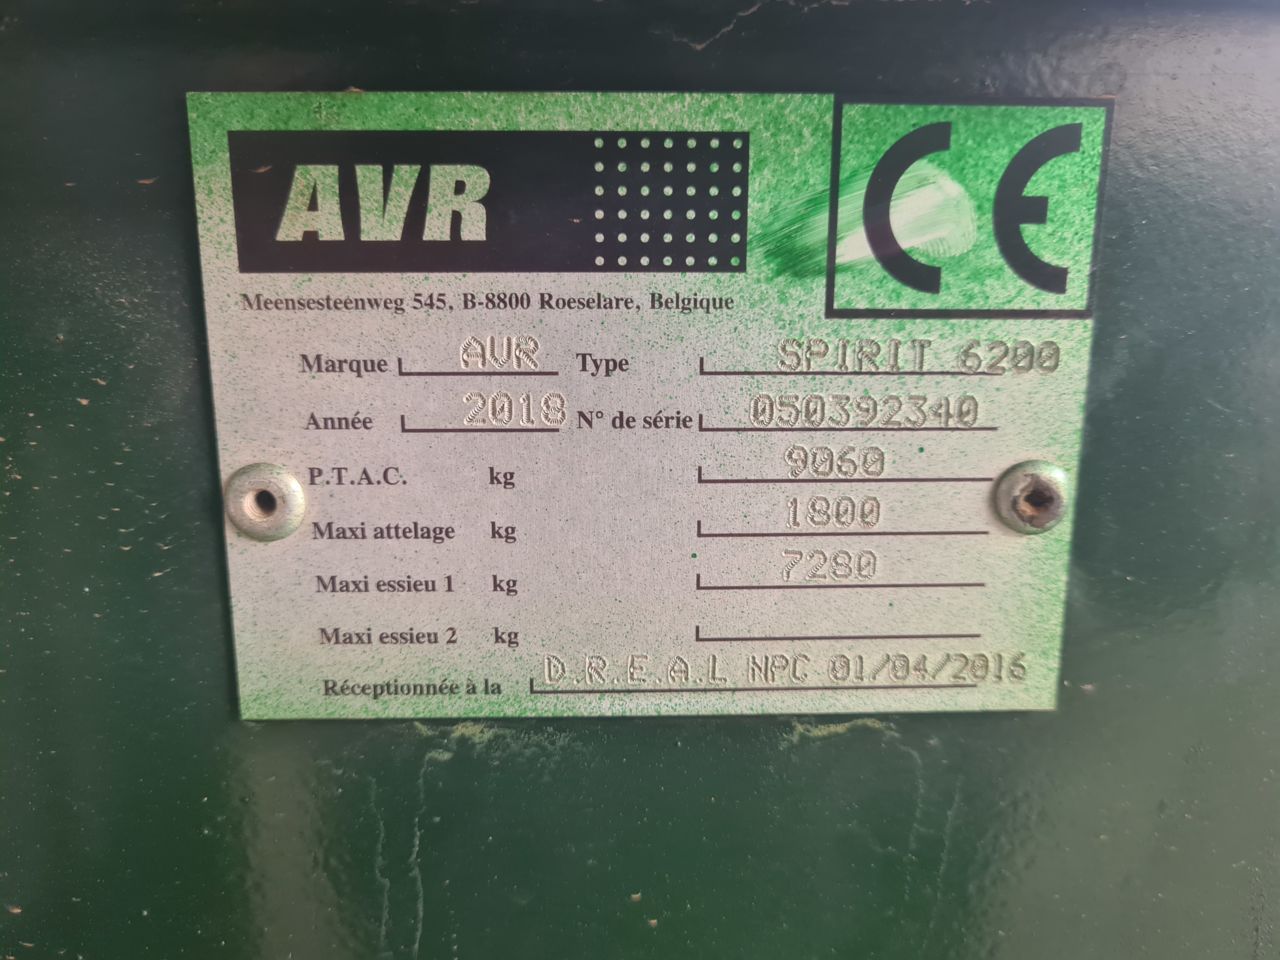 AVR
CE
Meensesteenweg 545, B-8800 Roeselare, Belgique
Marque AVR Type SPIRIT 6200
Année 2018 N° de série 050392340
P.T.A.C. kg 9060
Maxi attelage kg 1800
Maxi essieu 1 kg 7280
Maxi essieu 2 kg
Réceptionnée à la D.R.E.A.L NPC 01/04/2016